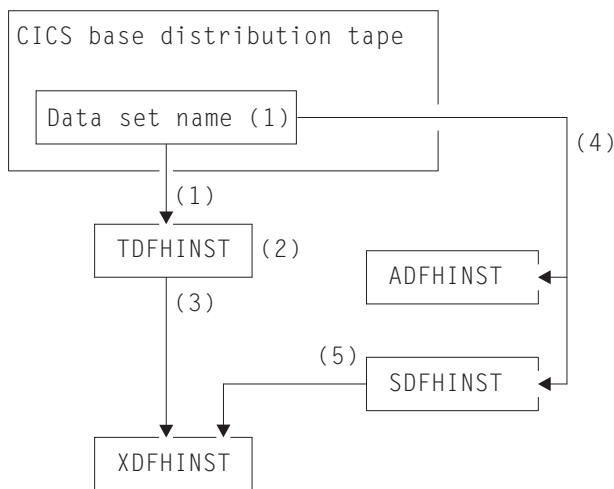 CICS base distribution tape
Data set name (1)
(4)
(1)
TDFHINST (2)
ADFHINST
(3)
(5)
SDFHINST
XDFHINST